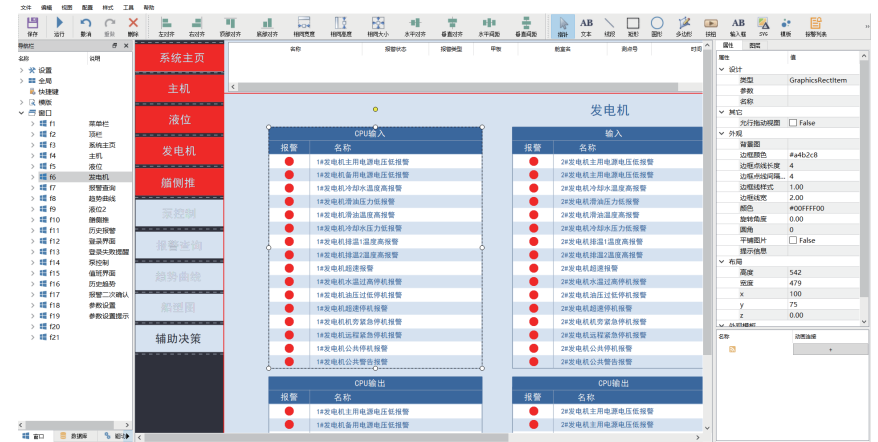 文件 编辑 视图 配置 样式 工具 帮助
保存 运行 撤消 重做 删除 左对齐 右对齐 顶部对齐 底部对齐 相同宽度 相同高度 相同大小 水平对齐 垂直对齐 水平间距 垂直间距 指针 文本 线段 矩形 圆形 多边形 按钮 输入框 SVG 模板 报警列表
AB AB
导航栏
名称 说明
设置
全局
快捷键
模版
窗口
f1 菜单栏
f2 顶栏
f3 系统主页
f4 主机
f5 液位
f6 发电机
f7 报警查询
f8 趋势曲线
f9 液位2
f10 艏侧推
f11 历史报警
f12 登录界面
f13 登录失败提醒
f14 泵控制
f15 值班界面
f16 历史趋势
f17 报警二次确认
f18 参数设置
f19 参数设置提示
f20
f21
窗口 数据库 驱动
系统主页
主机
液位
发电机
艏侧推
泵控制
报警查询
趋势曲线
辅助决策
名称 报警状态 报警类型 甲板 舱室名 测点号 时间
发电机
CPU输入
报警 名称
1#发电机主用电源电压低报警
1#发电机备用电源电压低报警
1#发电机冷却水温度高报警
1#发电机滑油压力低报警
1#发电机滑油温度高报警
1#发电机冷却水压力低报警
1#发电机排温1温度高报警
1#发电机排温2温度高报警
1#发电机超速报警
1#发电机水温过高停机报警
1#发电机油压过低停机报警
1#发电机超速停机报警
1#发电机机旁紧急停机报警
1#发电机远程紧急停机报警
1#发电机公共停机报警
1#发电机公共警告报警
CPU输出
报警 名称
1#发电机主用电源电压低报警
1#发电机备用电源电压低报警
输入
报警 名称
2#发电机主用电源电压低报警
2#发电机备用电源电压低报警
2#发电机冷却水温度高报警
2#发电机滑油压力低报警
2#发电机滑油温度高报警
2#发电机冷却水压力低报警
2#发电机排温1温度高报警
2#发电机排温2温度高报警
2#发电机超速报警
2#发电机水温过高停机报警
2#发电机油压过低停机报警
2#发电机超速停机报警
2#发电机机旁紧急停机报警
2#发电机远程紧急停机报警
2#发电机公共停机报警
2#发电机公共警告报警
CPU输出
报警 名称
2#发电机主用电源电压低报警
2#发电机主用电源电压低报警
属性 图库
属性 值
设计
类型 GraphicsRectItem
参数
名称
其它
允行拖动视图 False
外观
背景图
边框颜色 #a4b2c8
边框点线长度 4
边框点线间隔... 4
边框线样式 1.00
边框线宽 2.00
颜色 #00FFFF00
旋转角度 0.00
圆角 0
平铺图片 False
提示信息
布局
高度 542
宽度 479
x 100
y 75
z 0.00
名称 动画连接
+